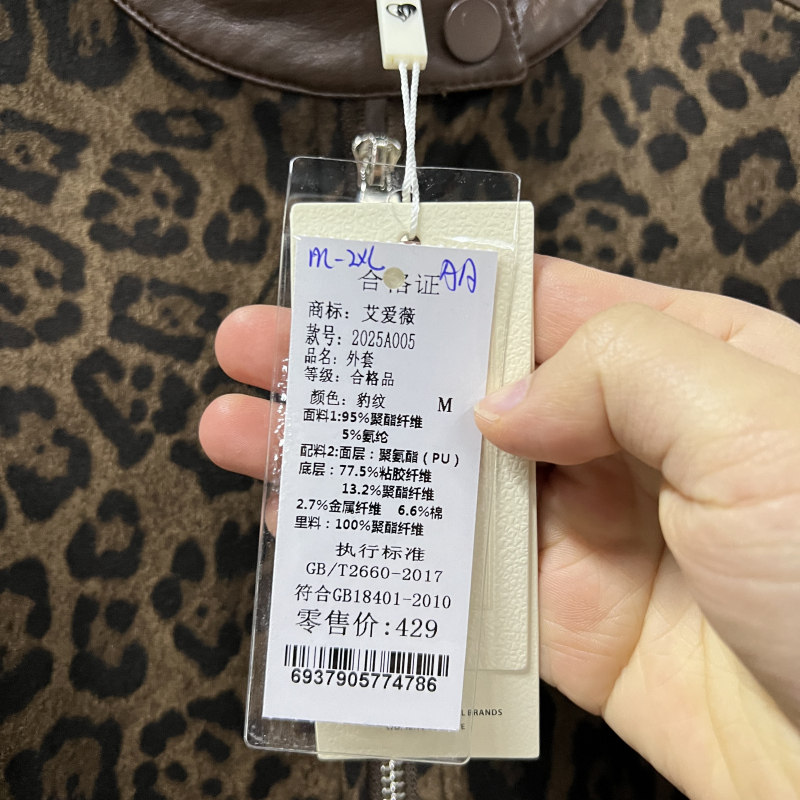 M-2XL AA
合格证
商标：艾爱薇
款号：2025A005
品名：外套
等级：合格品
颜色：豹纹 M
面料1:95%聚酯纤维
5%氨纶
配料2:面层：聚氨酯（PU）
底层：77.5%粘胶纤维
13.2%聚酯纤维
2.7%金属纤维 6.6%棉
里料：100%聚酯纤维
执行标准
GB/T2660-2017
符合GB18401-2010
零售价:429
6937905774786
BRANDS